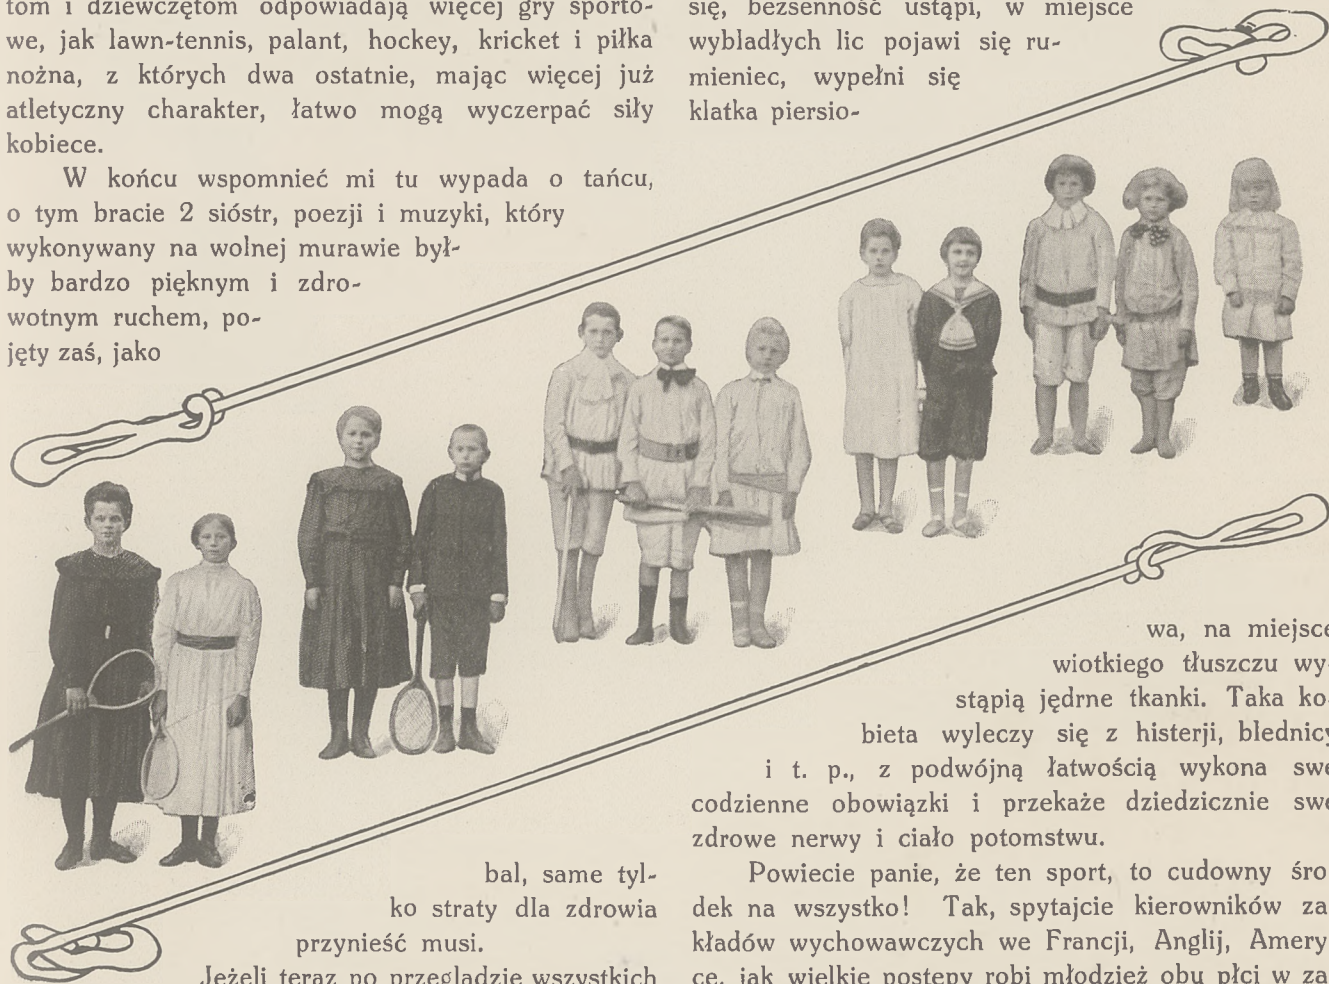 tom i dziewczętom odpowiadają więcej gry sporto-
we, jak lawn-tennis, palant, hockey, kricket i piłka
nożna, z których dwa ostatnie, mając więcej już
atletyczny charakter, łatwo mogą wyczerpać siły
kobiece.
W końcu wspomnieć mi tu wypada o tańcu,
o tym bracie 2 sióstr, poezji i muzyki, który
wykonywany na wolnej murawie był-
by bardzo pięknym i zdro-
wotnym ruchem, po-
jęty zaś, jako
bal, same tyl-
ko straty dla zdrowia
przynieść musi.
Jeżeli teraz po przeglądzie wszystkich
się, bezsenność ustąpi, w miejsce
wybladłych lic pojawi się ru-
mieniec, wypełni się
klatka piersio-
wa, na miejsce
wiotkiego tłuszczu wy-
stąpią jędrne tkanki. Taka ko-
bieta wyleczy się z histerji, blednicy
i t. p., z podwójną łatwością wykona swe
codzienne obowiązki i przekaże dziedzicznie swe
zdrowe nerwy i ciało potomstwu.
Powiecie panie, że ten sport, to cudowny śro
dek na wszystko! Tak, spytajcie kierowników za
kładów wychowawczych we Francji, Anglij, Amery
ce, jak wielkie postępy robi młodzież obu płci w za